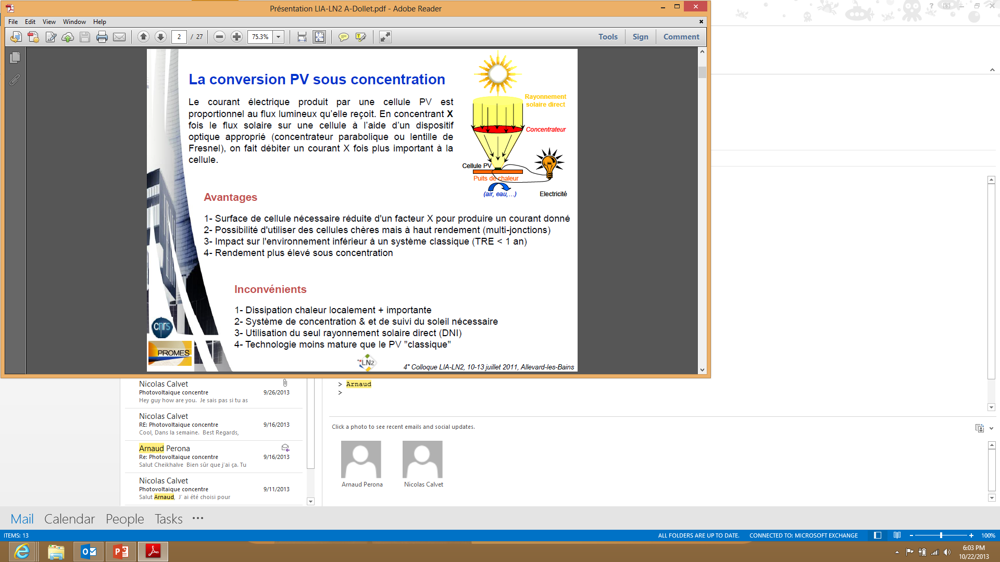 Présentation LIA-LN2 A-Dollet.pdf - Adobe Reader
File Edit View Window Help
2 / 27 75.3% Tools Sign Comment
La conversion PV sous concentration
Le courant électrique produit par une cellule PV est
proportionnel au flux lumineux qu'elle reçoit. En concentrant X
fois le flux solaire sur une cellule à l'aide d'un dispositif
optique approprié (concentrateur parabolique ou lentille de
Fresnel), on fait débiter un courant X fois plus important à la
cellule.
Rayonnement
solaire direct
Concentrateur
Cellule PV
Puits de chaleur
(air, eau,...)
Electricité
Avantages
1- Surface de cellule nécessaire réduite d'un facteur X pour produire un courant donné
2- Possibilité d'utiliser des cellules chères mais à haut rendement (multi-jonctions)
3- Impact sur l'environnement inférieur à un système classique (TRE < 1 an)
4- Rendement plus élevé sous concentration
Inconvénients
1- Dissipation chaleur localement + importante
2- Système de concentration & et de suivi du soleil nécessaire
3- Utilisation du seul rayonnement solaire direct (DNI)
4- Technologie moins mature que le PV "classique"
cnrs
PROMES
LN2
4° Colloque LIA-LN2, 10-13 juillet 2011, Allevard-les-Bains
Nicolas Calvet
Photovoltaique concentre 9/26/2013
Hey guy how are you. Je sais pas si tu as
Nicolas Calvet
RE: Photovoltaique concentre 9/16/2013
Cool, Dans la semaine. Best Regards,
Arnaud Perona
Re: Photovoltaique concentre 9/16/2013
Salut Cheikhalve Bien sûr que j'ai ça. Tu
Nicolas Calvet
Photovoltaique concentre 9/11/2013
Salut Arnaud, J' ai été choisi pour
> Arnaud
>
Click a photo to see recent emails and social updates.
Arnaud Perona
Nicolas Calvet
Mail Calendar People Tasks ...
ITEMS: 13 ALL FOLDERS ARE UP TO DATE. CONNECTED TO: MICROSOFT EXCHANGE 100%
6:03 PM
10/22/2013